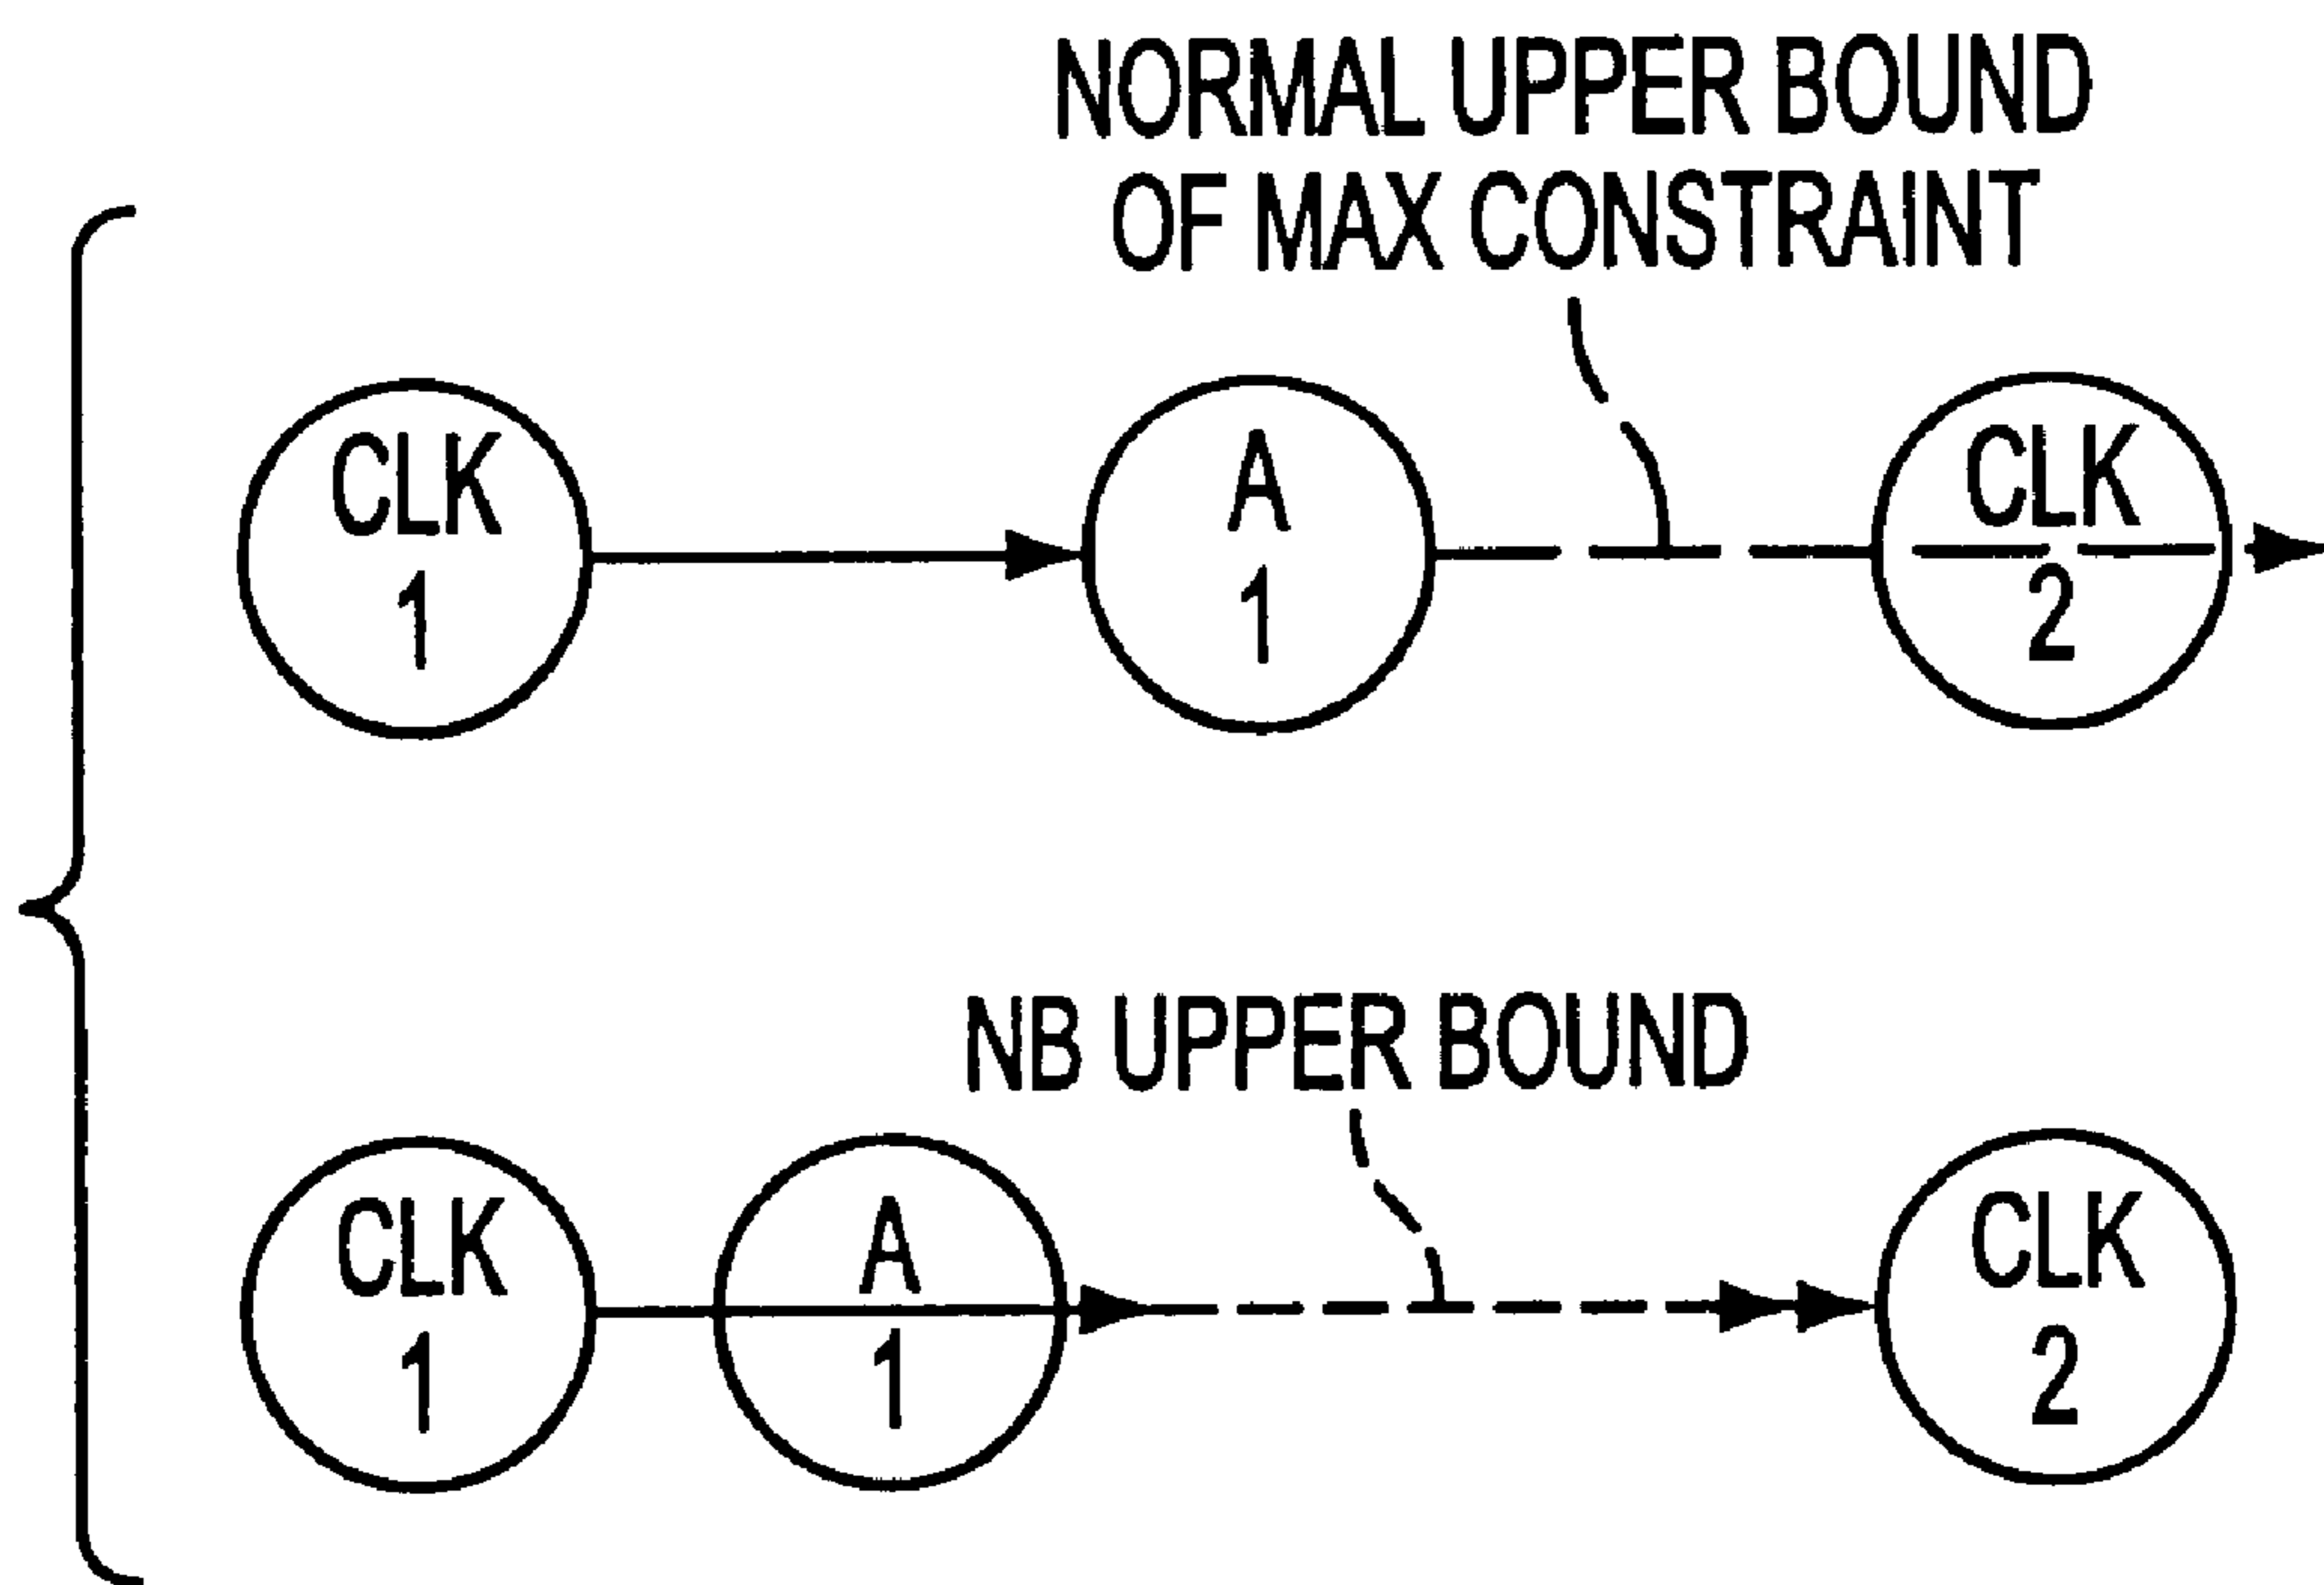 NORMAL UPPER BOUND
OF MAX CONSTRAINT
CLK
1
A
1
CLK
2
NB UPPER BOUND
CLK
1
A
1
CLK
2